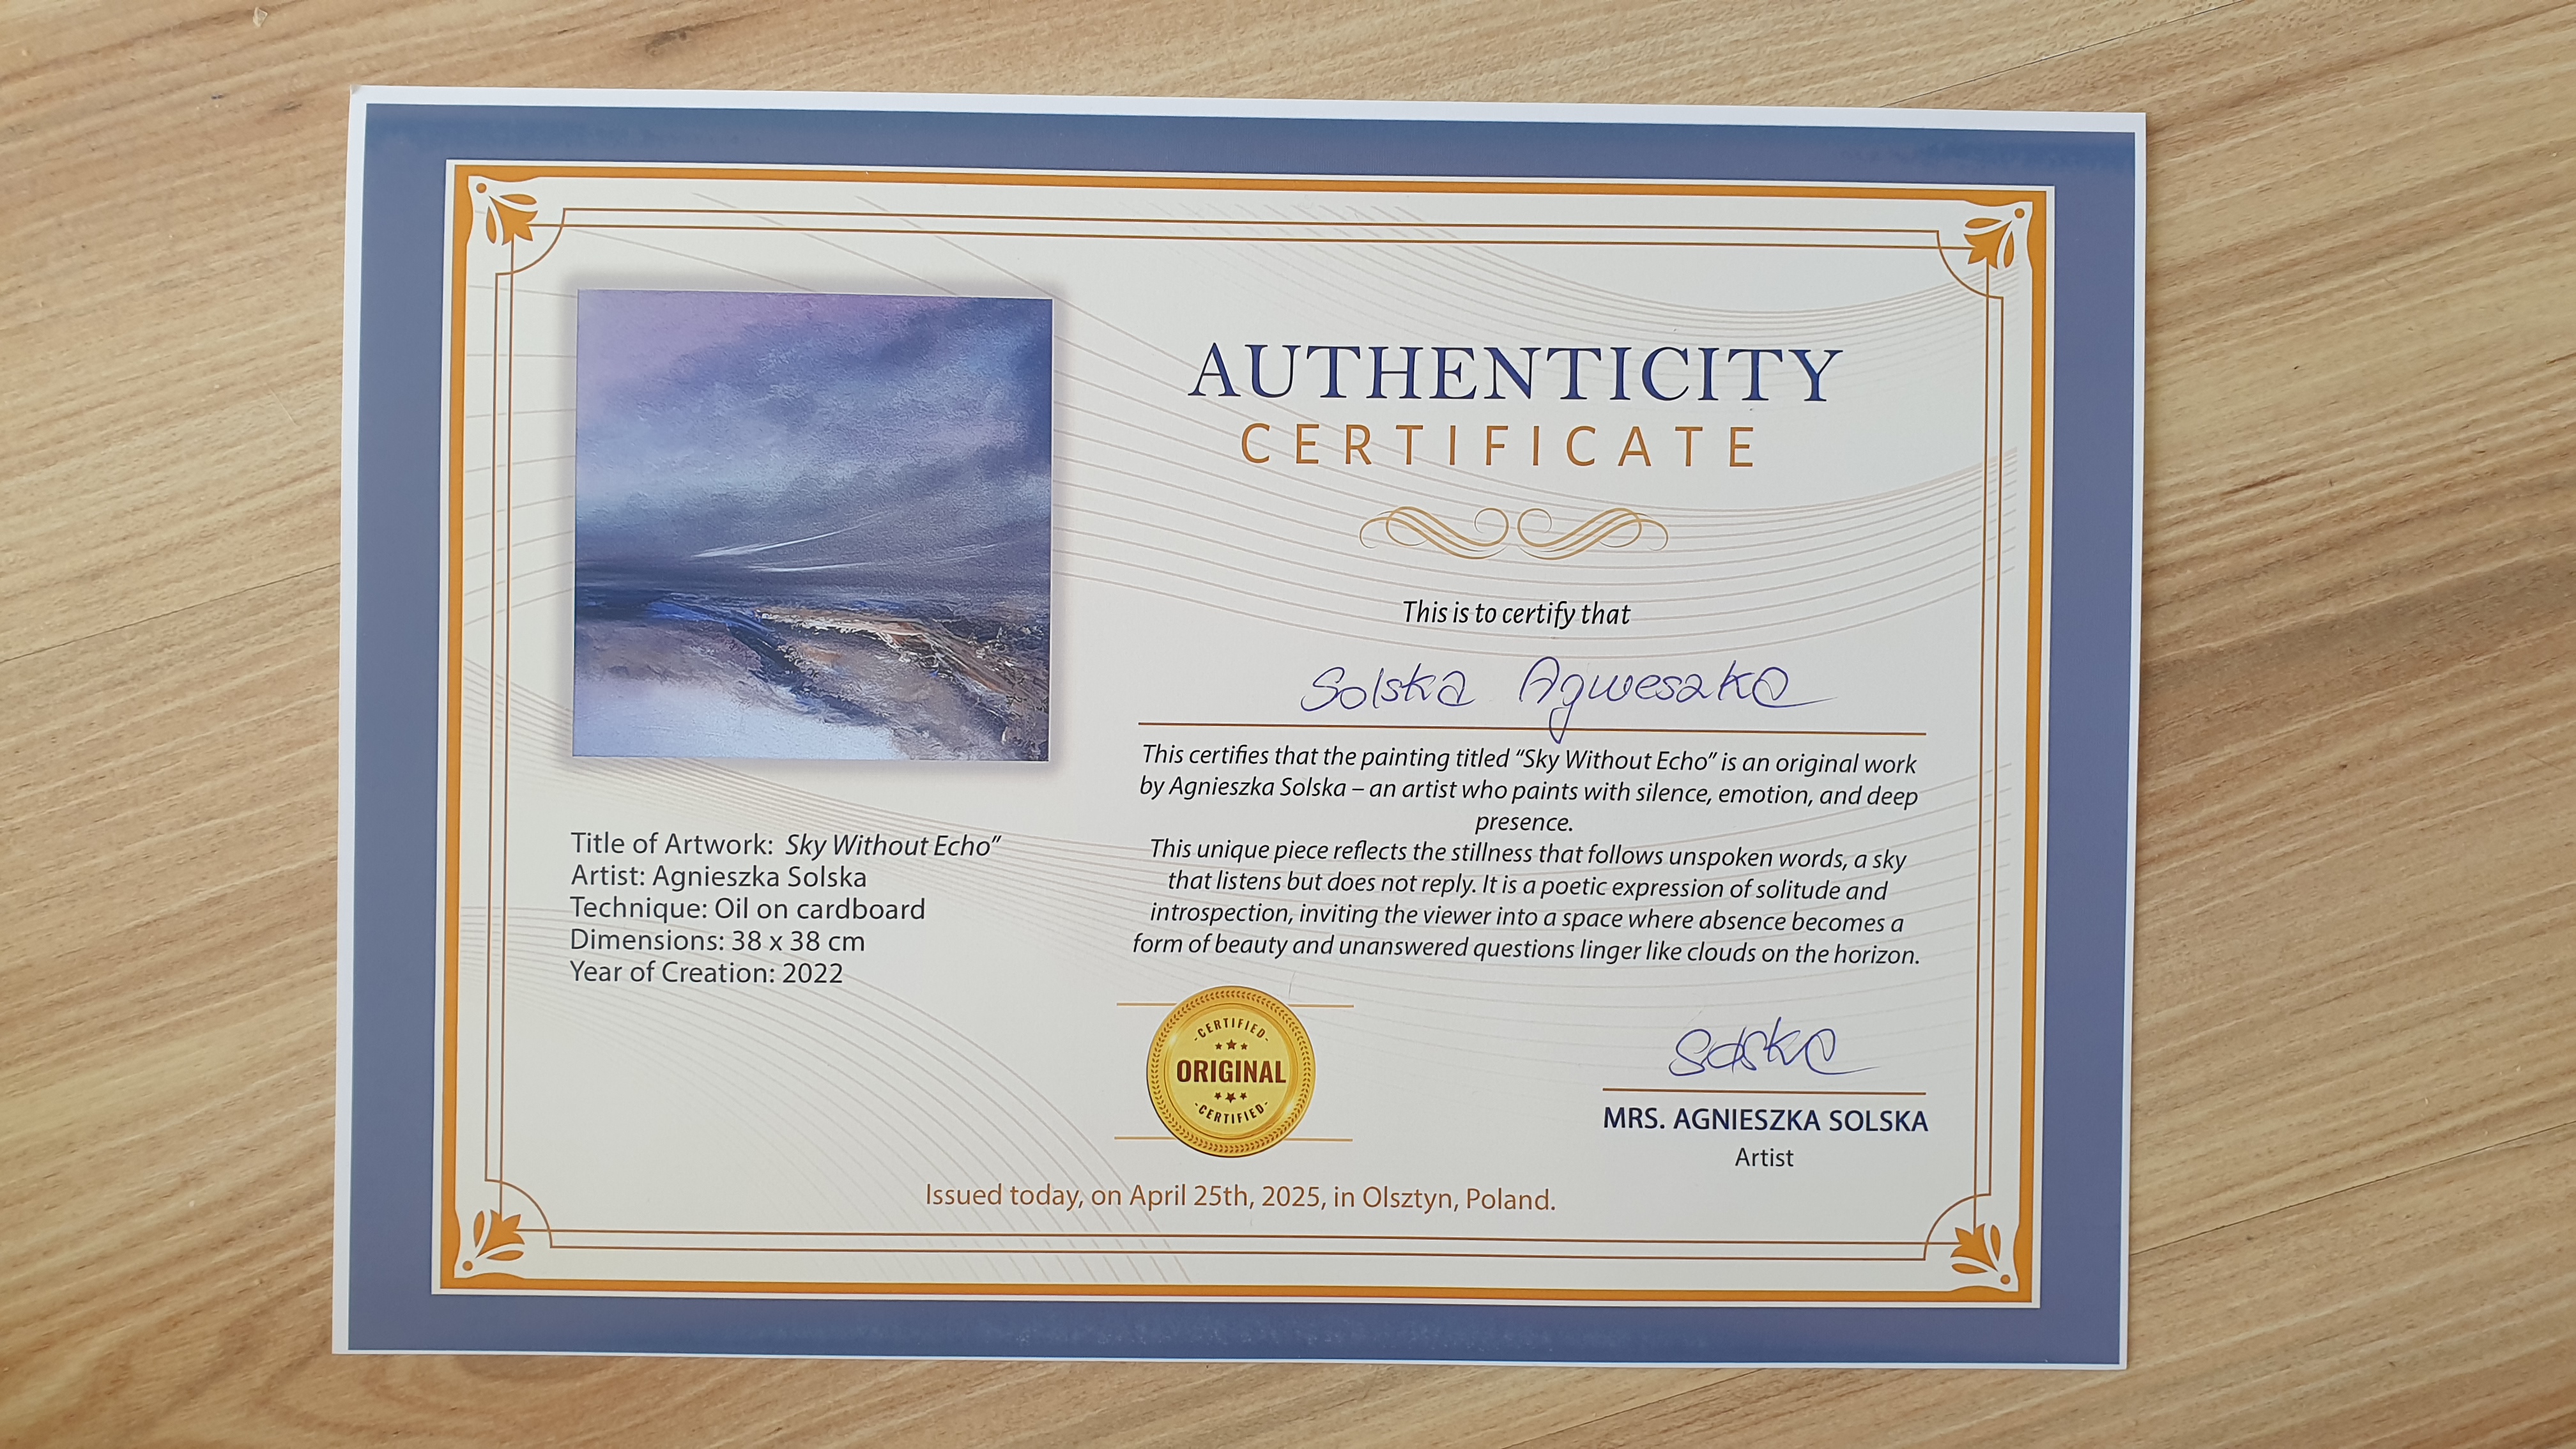 AUTHENTICITY
CERTIFICATE
This is to certify that
Solska Agnieszka
This certifies that the painting titled “Sky Without Echo” is an original work
by Agnieszka Solska – an artist who paints with silence, emotion, and deep
presence.
This unique piece reflects the stillness that follows unspoken words, a sky
that listens but does not reply. It is a poetic expression of solitude and
introspection, inviting the viewer into a space where absence becomes a
form of beauty and unanswered questions linger like clouds on the horizon.
Title of Artwork: Sky Without Echo”
Artist: Agnieszka Solska
Technique: Oil on cardboard
Dimensions: 38 x 38 cm
Year of Creation: 2022
-CERTIFIED-
ORIGINAL
-CERTIFIED-
Solska
MRS. AGNIESZKA SOLSKA
Artist
Issued today, on April 25th, 2025, in Olsztyn, Poland.